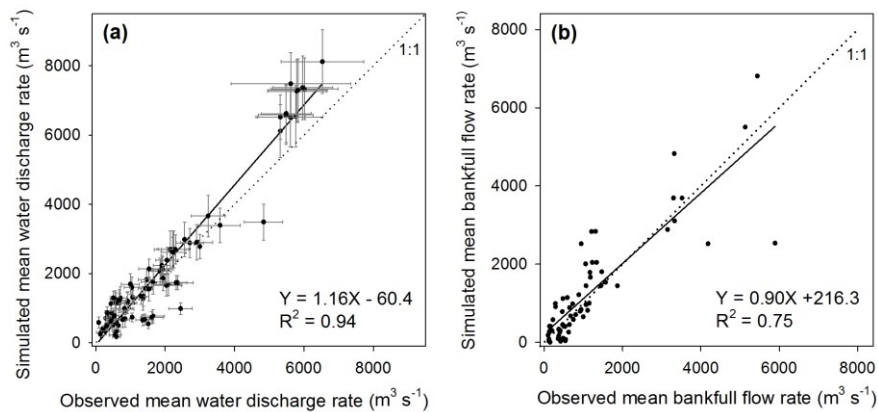 (a)
1:1
8000
6000
4000
2000
0
Simulated mean water discharge rate (m³ s⁻¹)
Y = 1.16X - 60.4
R² = 0.94
0 2000 4000 6000 8000
Observed mean water discharge rate (m³ s⁻¹)
(b)
1:1
8000
6000
4000
2000
0
Simulated mean bankfull flow rate (m³ s⁻¹)
Y = 0.90X +216.3
R² = 0.75
0 2000 4000 6000 8000
Observed mean bankfull flow rate (m³ s⁻¹)